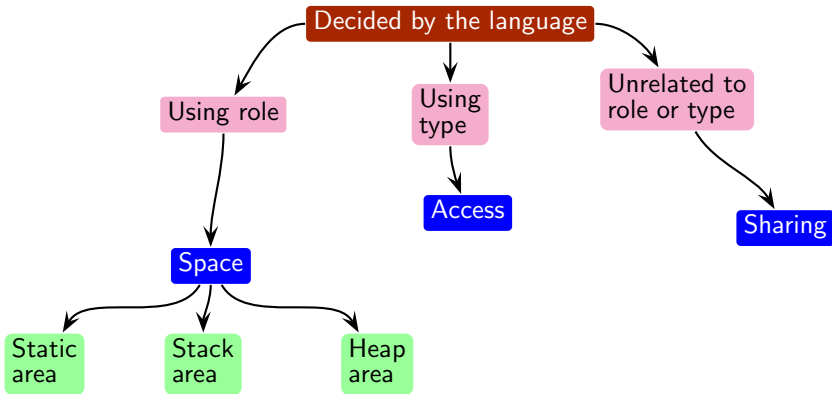 Decided by the language
Using role
Using
type
Unrelated to
role or type
Access
Sharing
Space
Static
area
Stack
area
Heap
area